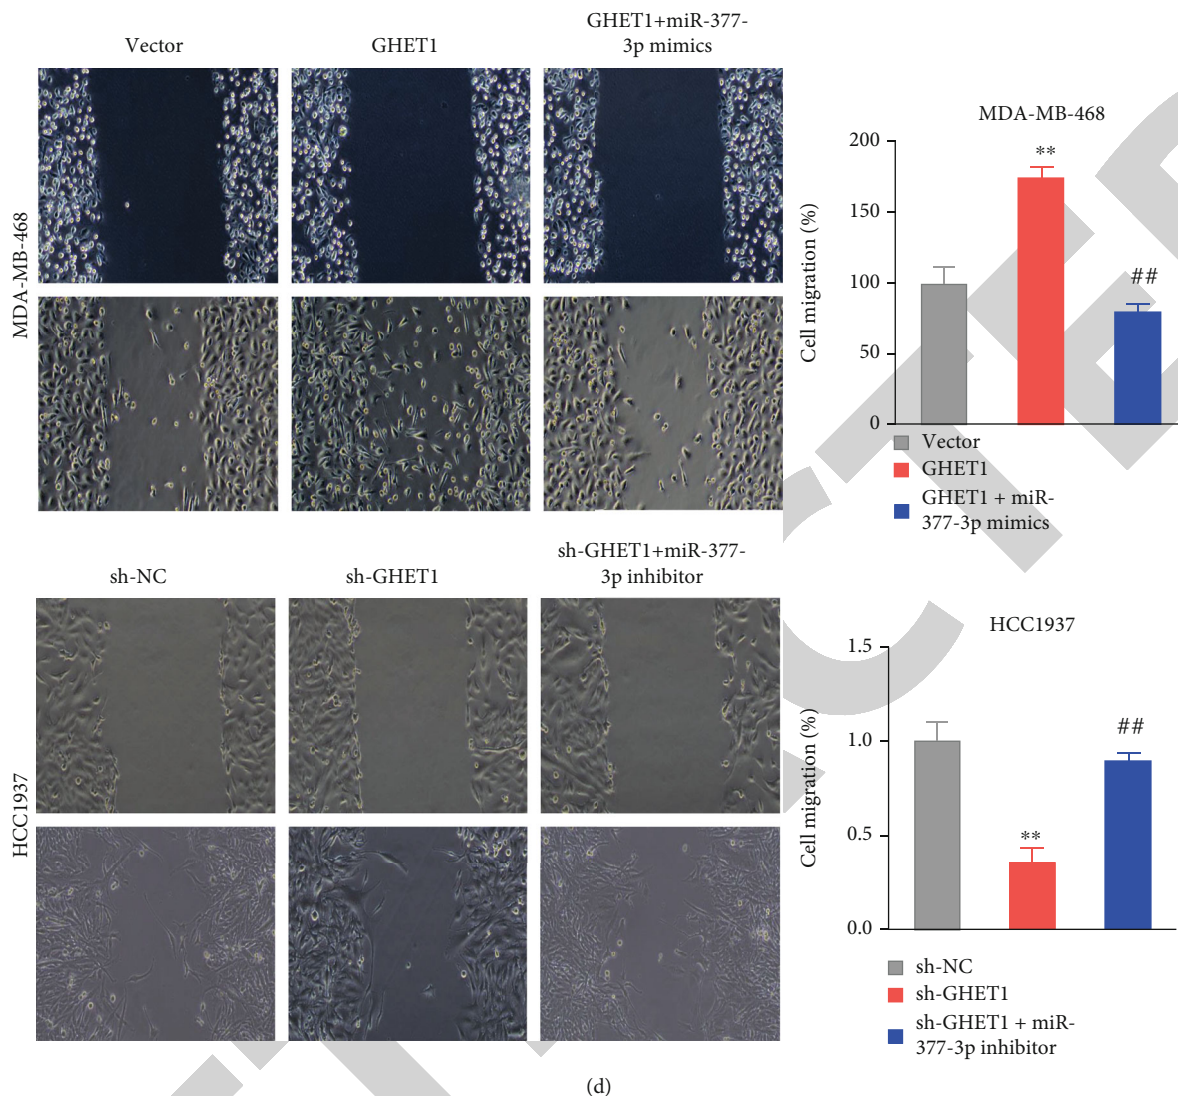 Vector
GHET1
GHET1+miR-377-
3p mimics
MDA-MB-468
MDA-MB-468
Cell migration (%)
200
150
100
50
0
**
##
Vector
GHET1
GHET1 + miR-
377-3p mimics
sh-NC
sh-GHET1
sh-GHET1+miR-377-
3p inhibitor
HCC1937
HCC1937
Cell migration (%)
1.5
1.0
0.5
0.0
**
##
sh-NC
sh-GHET1
sh-GHET1 + miR-
377-3p inhibitor
(d)